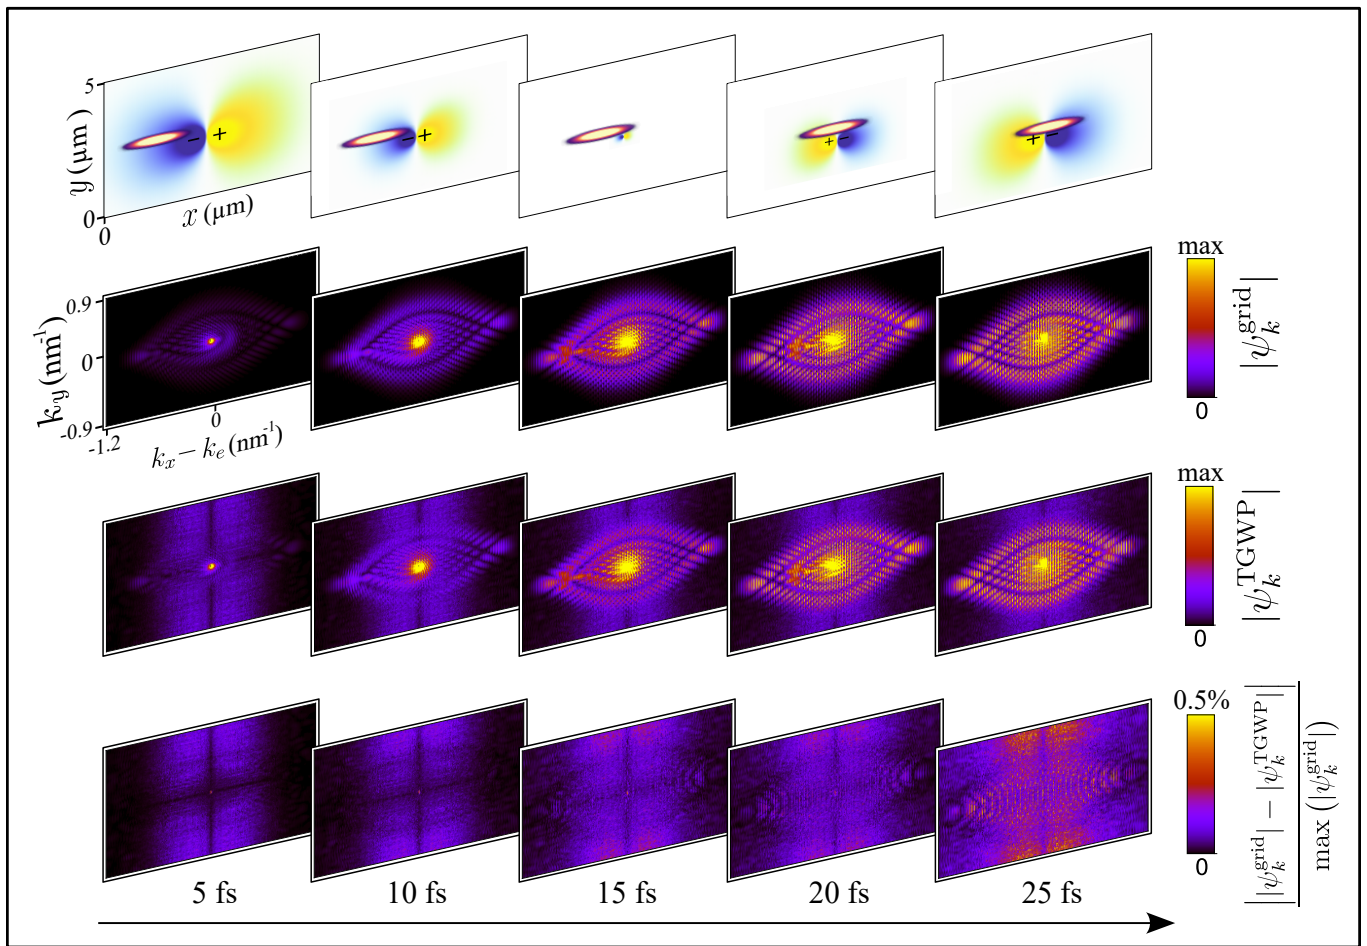 5
y (μm)
0
0
x (μm)
− +
− +
+ −
+ −
0.9
0
-0.9
k_y (nm⁻¹)
-1.2
0
k_x − k_e (nm⁻¹)
max
0
|ψ_k^grid|
max
0
|ψ_k^TGWP|
0.5%
0
||ψ_k^grid| − |ψ_k^TGWP||
max (|ψ_k^grid|)
5 fs 10 fs 15 fs 20 fs 25 fs